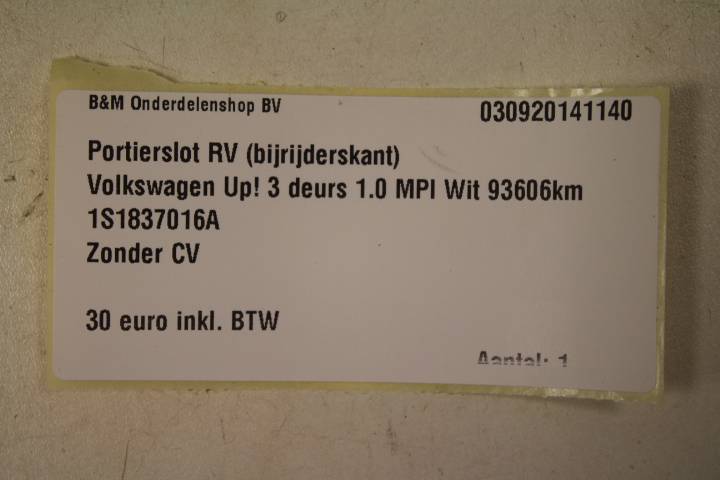 B&M Onderdelenshop BV
030920141140
Portierslot RV (bijrijderskant)
Volkswagen Up! 3 deurs 1.0 MPI Wit 93606km
1S1837016A
Zonder CV
30 euro inkl. BTW
Aantal: 1